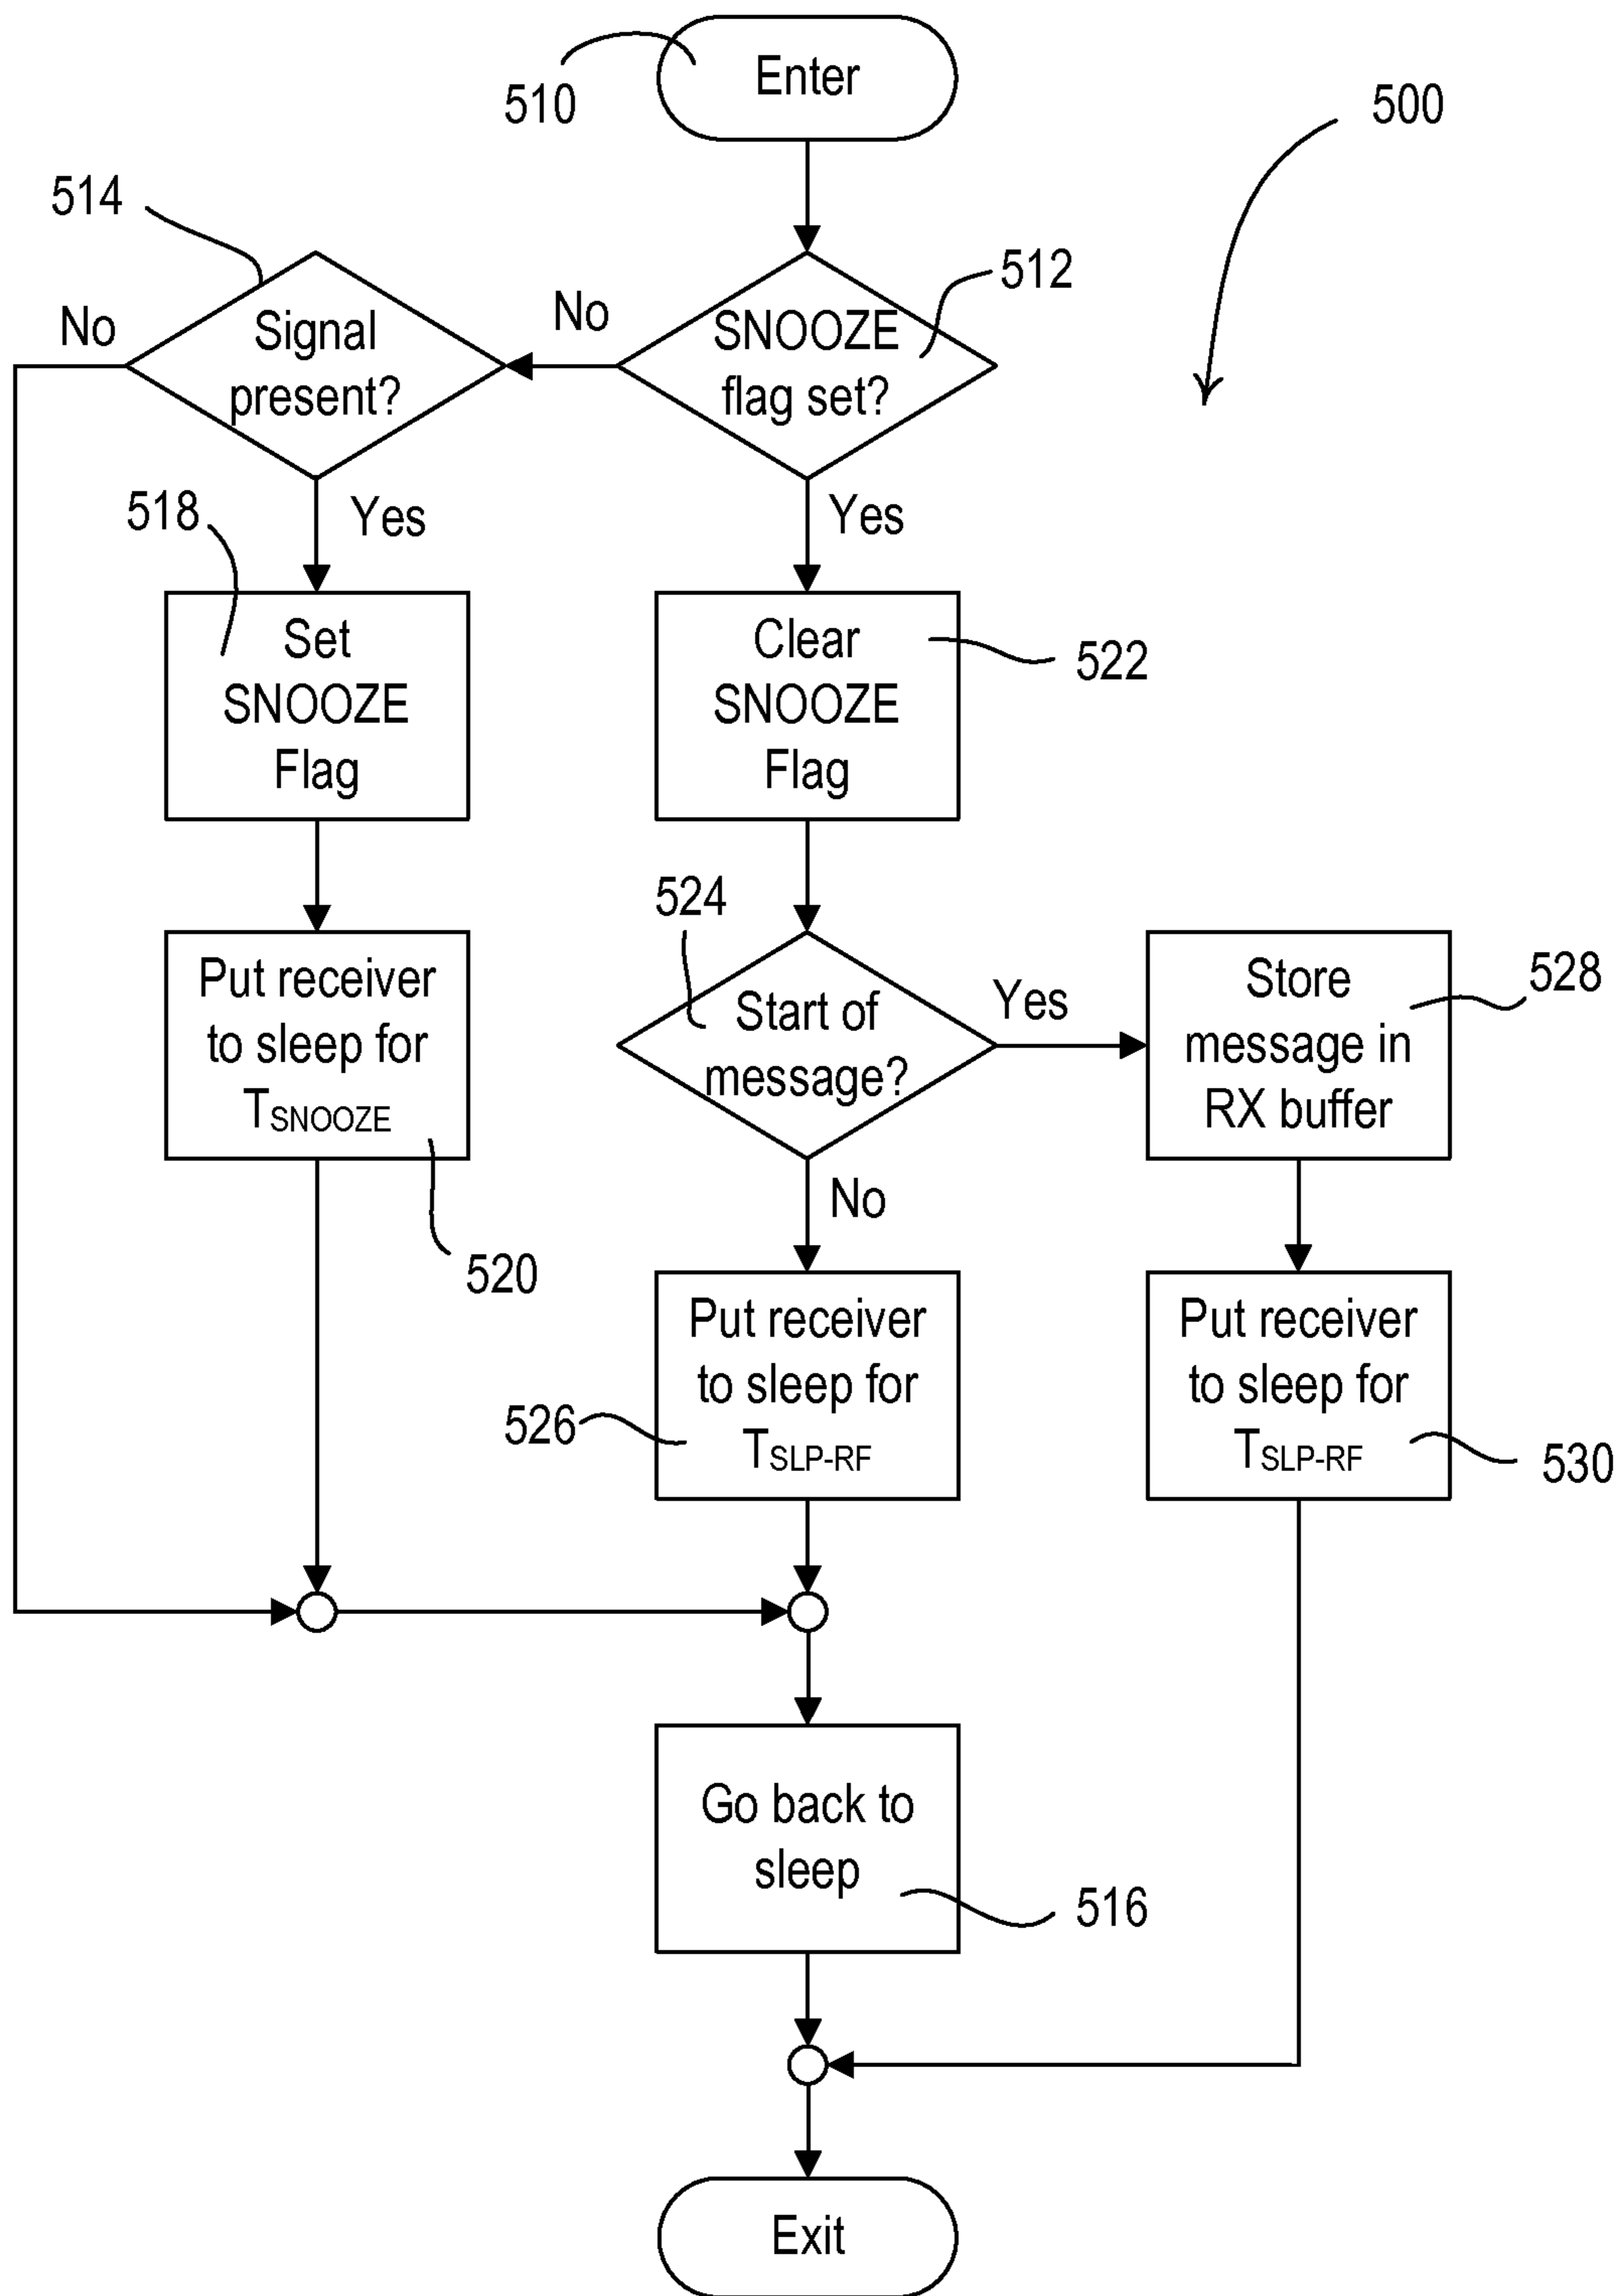 Enter
510
500
514
512
No
Signal
present?
No
SNOOZE
flag set?
518
Yes
Yes
Set
SNOOZE
Flag
Clear
SNOOZE
Flag
522
524
Put receiver
to sleep for
TSNOOZE
Start of
message?
Yes
Store
message in
RX buffer
528
No
520
Put receiver
to sleep for
TSLP-RF
526
Put receiver
to sleep for
TSLP-RF
530
Go back to
sleep
516
Exit